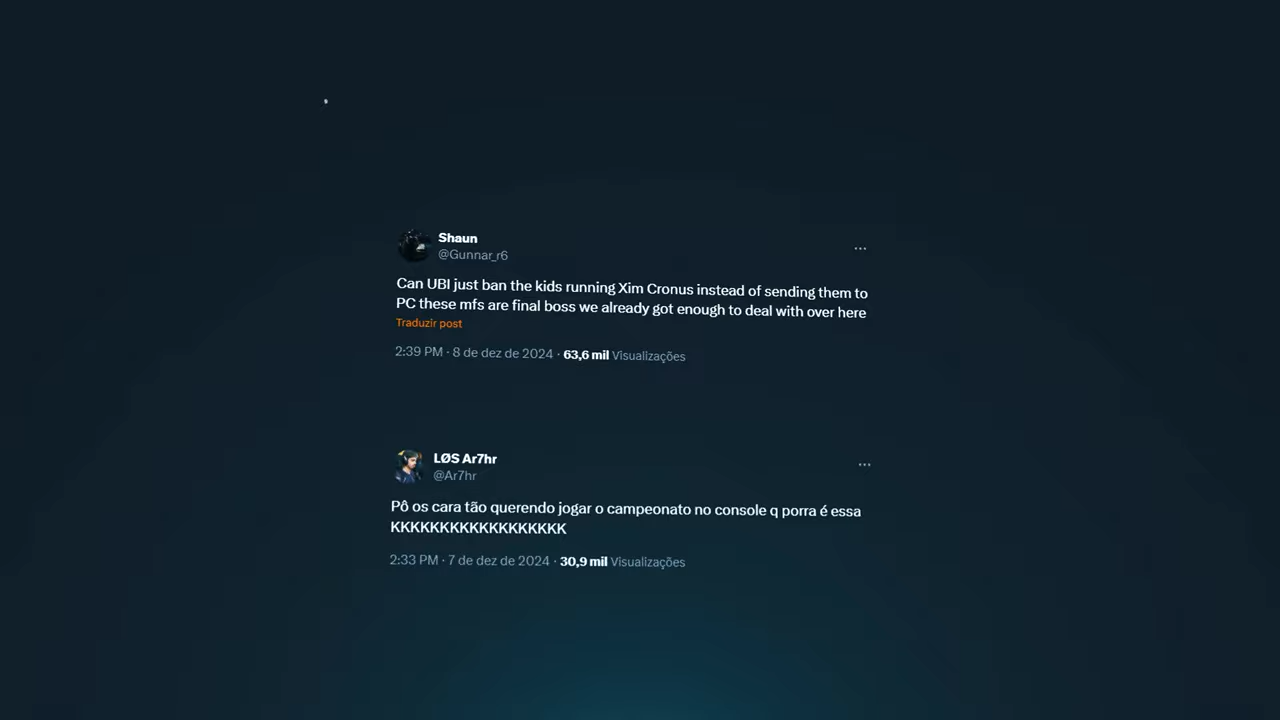 Shaun
@Gunnar_r6
...
Can UBI just ban the kids running Xim Cronus instead of sending them to
PC these mfs are final boss we already got enough to deal with over here
Traduzir post
2:39 PM · 8 de dez de 2024 · 63,6 mil Visualizações
LØS Ar7hr
@Ar7hr
...
Pô os cara tão querendo jogar o campeonato no console q porra é essa
KKKKKKKKKKKKKKKKKK
2:33 PM · 7 de dez de 2024 · 30,9 mil Visualizações